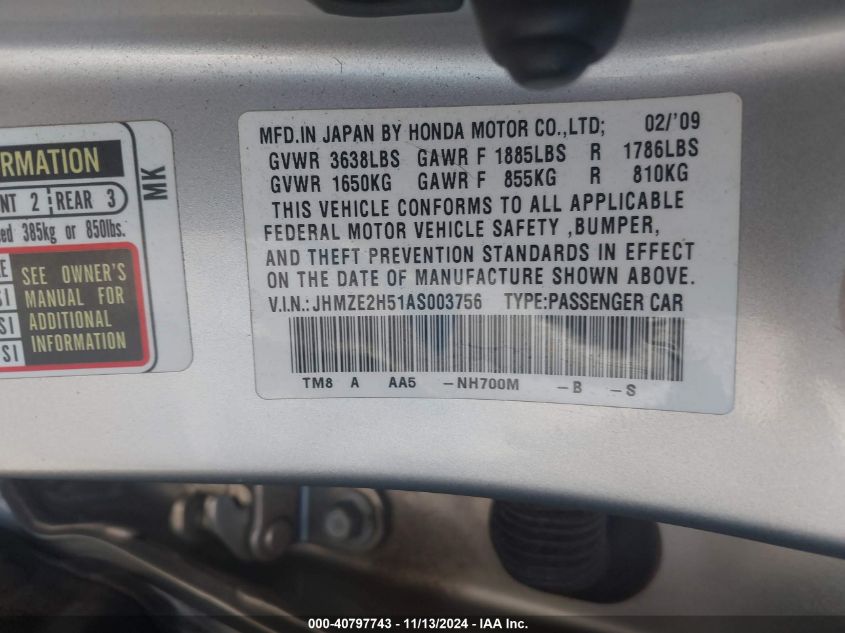 RMATION
NT 2 REAR 3
ed 385kg or 850lbs.
SEE OWNER'S
MANUAL FOR
ADDITIONAL
INFORMATION
SI
SI
SI
MK
MFD.IN JAPAN BY HONDA MOTOR CO.,LTD; 02/'09
GVWR 3638LBS GAWR F 1885LBS R 1786LBS
GVWR 1650KG GAWR F 855KG R 810KG
THIS VEHICLE CONFORMS TO ALL APPLICABLE
FEDERAL MOTOR VEHICLE SAFETY ,BUMPER,
AND THEFT PREVENTION STANDARDS IN EFFECT
ON THE DATE OF MANUFACTURE SHOWN ABOVE.
V.I.N.: JHMZE2H51AS003756 TYPE:PASSENGER CAR
TM8 A AA5 -NH700M -B -S
000-40797743 - 11/13/2024 - IAA Inc.